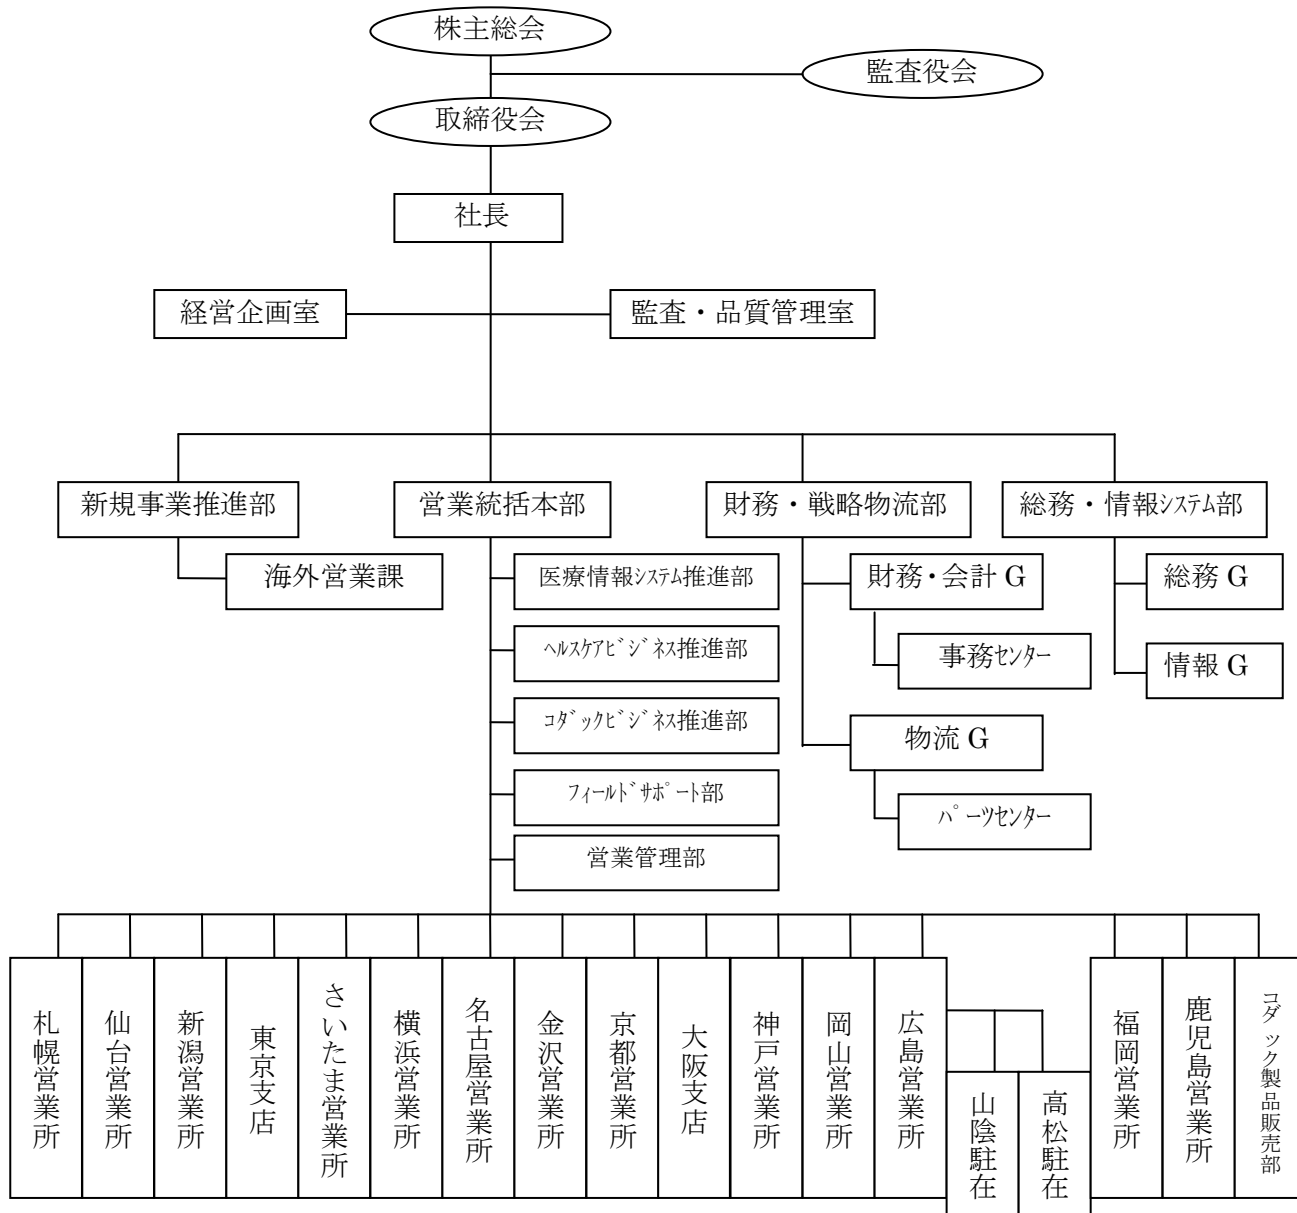 株主総会
監査役会
取締役会
社長
経営企画室
監査・品質管理室
新規事業推進部
営業統括本部
財務・戦略物流部
総務・情報ｼｽﾃﾑ部
海外営業課
医療情報ｼｽﾃﾑ推進部
財務・会計 G
総務 G
ﾍﾙｽｹｱﾋﾞｼﾞﾈｽ推進部
事務ｾﾝﾀｰ
情報 G
ｺﾀﾞｯｸﾋﾞｼﾞﾈｽ推進部
物流 G
ﾌｨｰﾙﾄﾞｻﾎﾟｰﾄ部
ﾊﾟｰﾂｾﾝﾀｰ
営業管理部
札幌営業所
仙台営業所
新潟営業所
東京支店
さいたま営業所
横浜営業所
名古屋営業所
金沢営業所
京都営業所
大阪支店
神戸営業所
岡山営業所
広島営業所
山陰駐在
高松駐在
福岡営業所
鹿児島営業所
コダック製品販売部